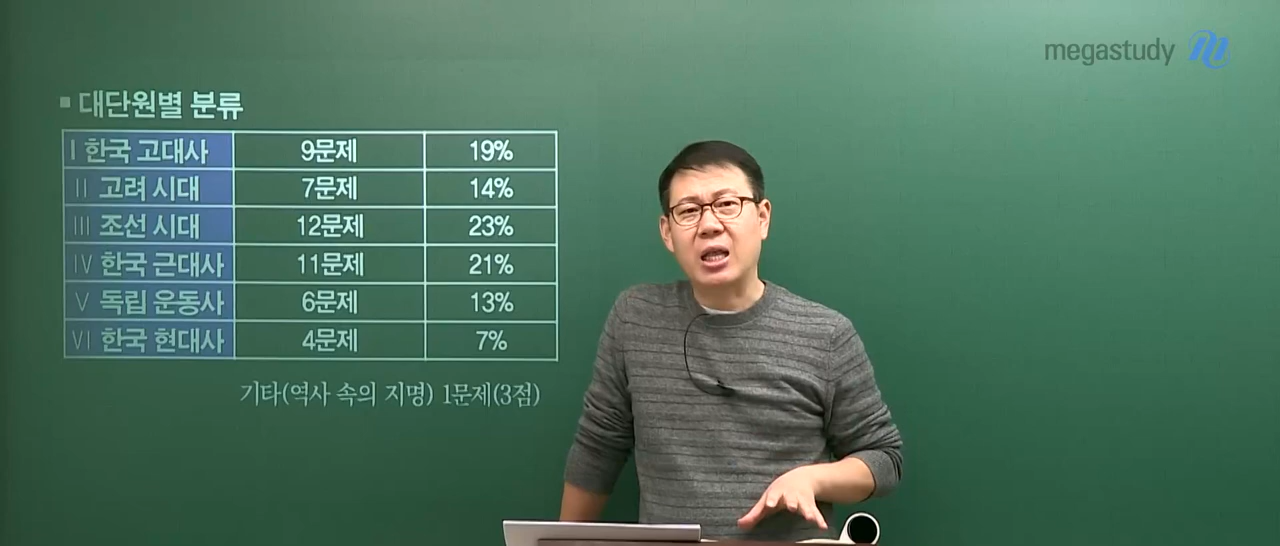 megastudy
▪ 대단원별 분류
Ⅰ 한국 고대사 9문제 19%
Ⅱ 고려 시대 7문제 14%
Ⅲ 조선 시대 12문제 23%
Ⅳ 한국 근대사 11문제 21%
Ⅴ 독립 운동사 6문제 13%
Ⅵ 한국 현대사 4문제 7%
기타(역사 속의 지명) 1문제(3점)